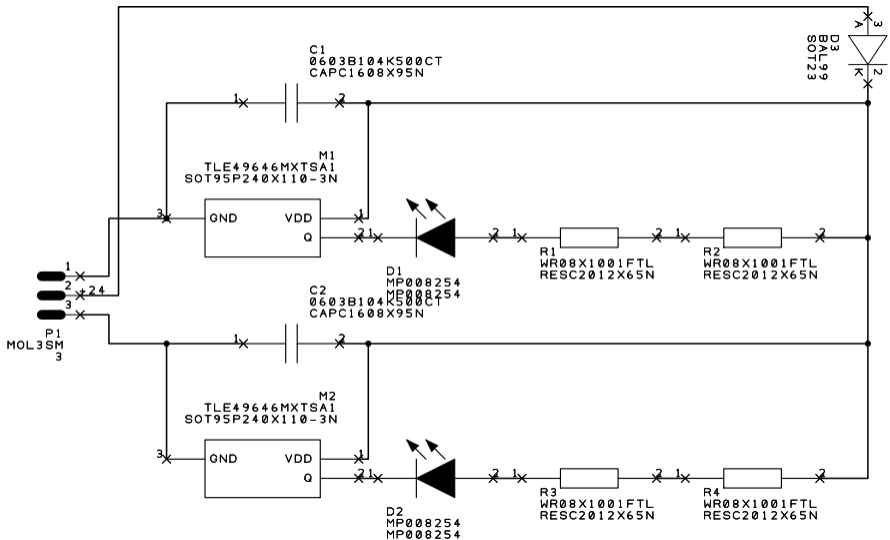 C1
0603B104K500CT
CAPC1608X95N
1
2
3
A
D3
BAL99
SOT23
K
2
M1
TLE49646MXTSA1
SOT95P240X110-3N
3
GND
VDD
Q
1
2
1
2
1
2
1
2
D1
MP008254
MP008254
R1
WR08X1001FTL
RESC2012X65N
R2
WR08X1001FTL
RESC2012X65N
1
2
+24
3
P1
MOL3SM
3
C2
0603B104K500CT
CAPC1608X95N
1
2
M2
TLE49646MXTSA1
SOT95P240X110-3N
3
GND
VDD
Q
1
2
1
2
1
2
1
2
D2
MP008254
MP008254
R3
WR08X1001FTL
RESC2012X65N
R4
WR08X1001FTL
RESC2012X65N